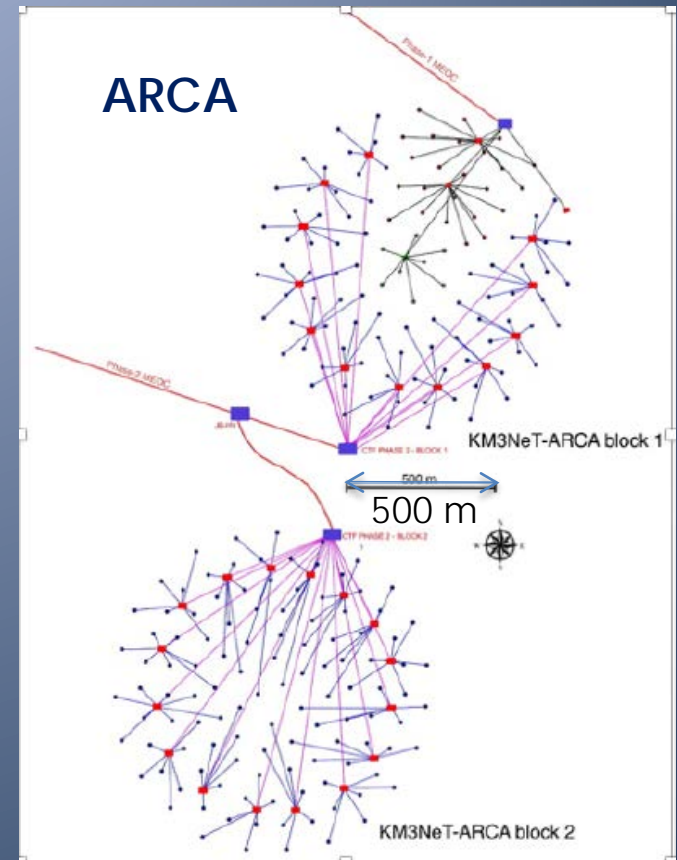 Phase-1 MEOC
ARCA
Phase-2 MEOC
CTF PHASE 2 - BLOCK 1
KM3NeT-ARCA block 1
500 m
500 m
CTF PHASE 2 - BLOCK 2
KM3NeT-ARCA block 2